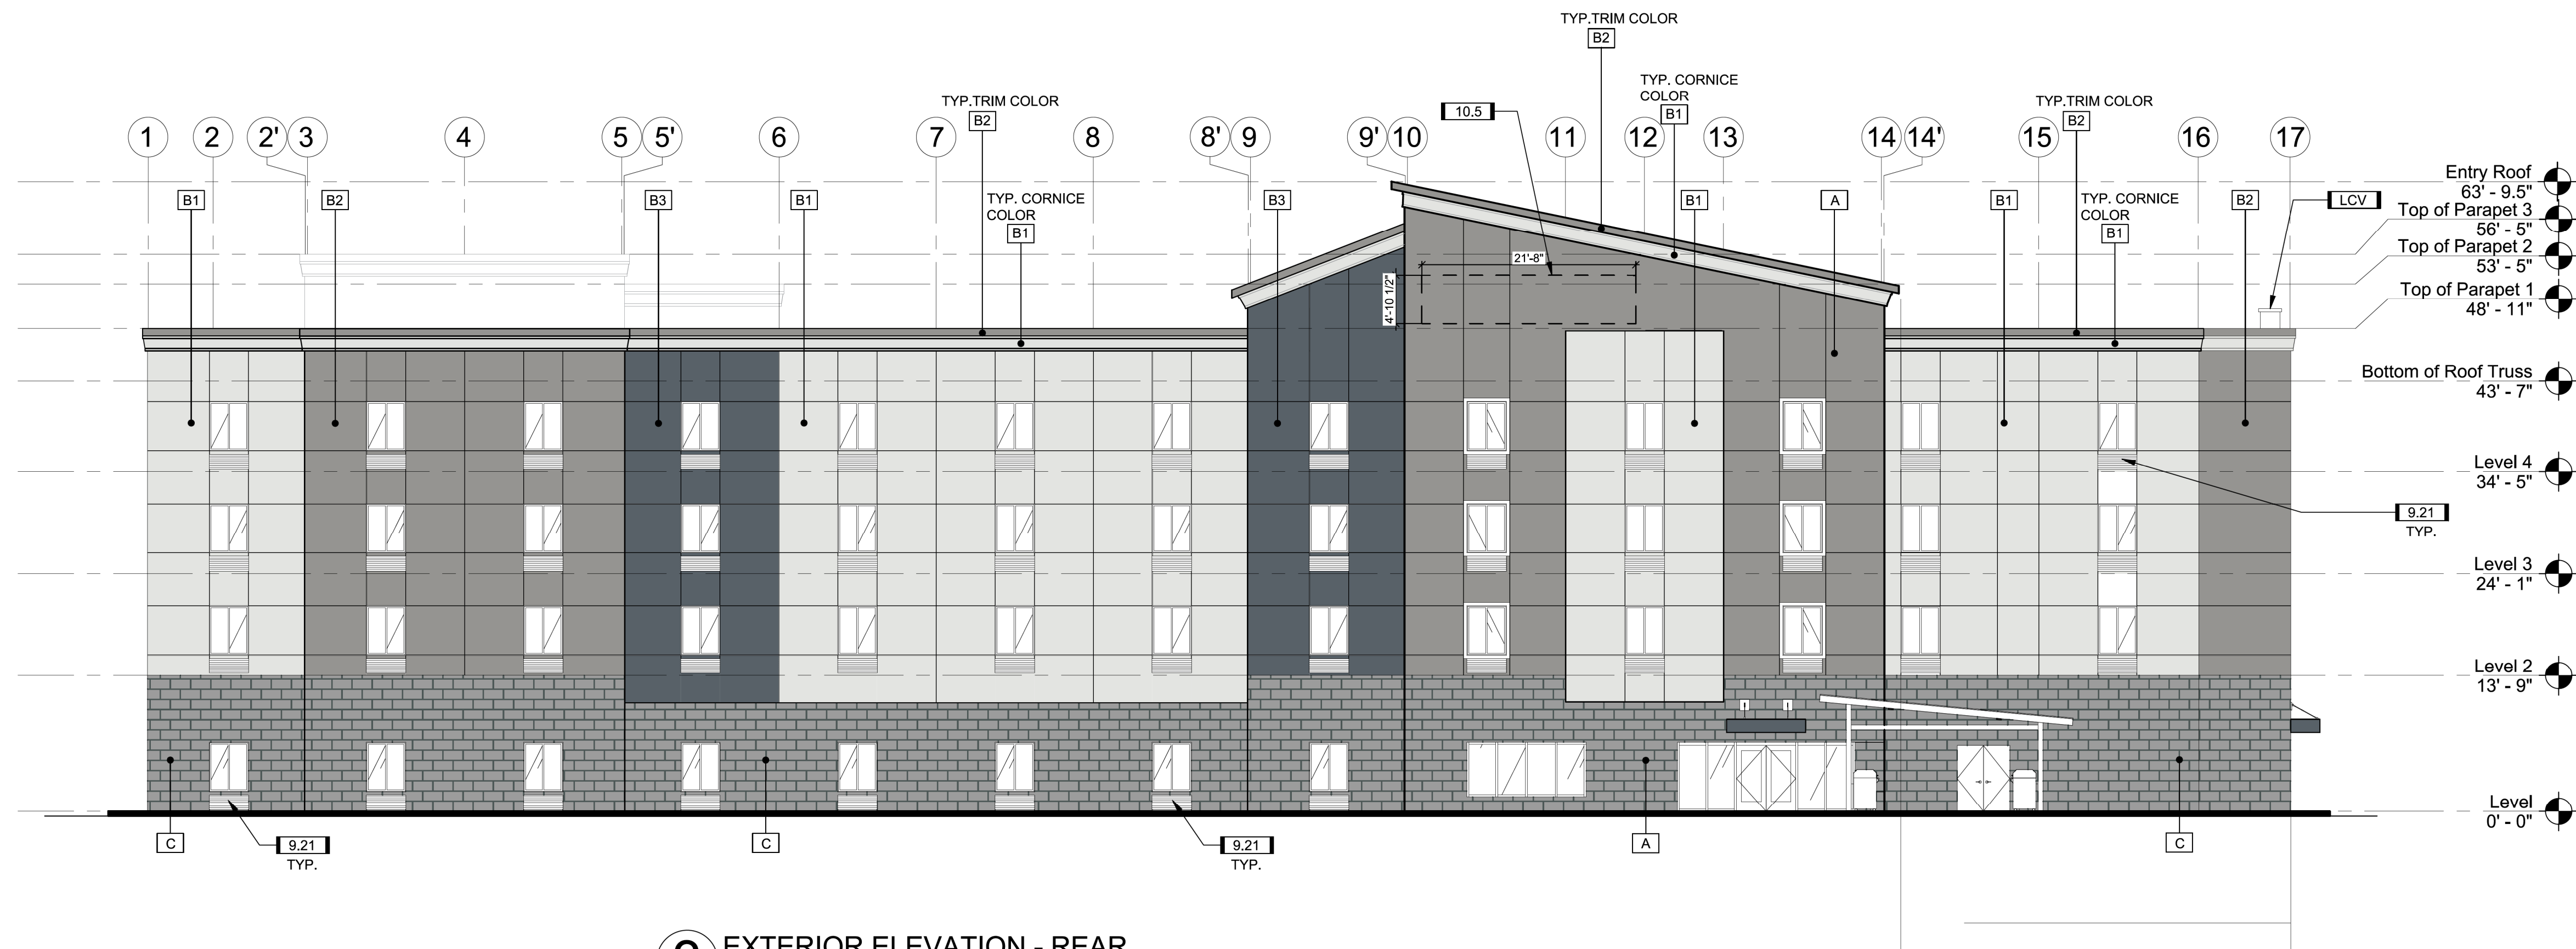 TYP.TRIM COLOR
B2
TYP. CORNICE
COLOR
B1
10.5
TYP.TRIM COLOR
B2
TYP.TRIM COLOR
B2
1
2
2'
3
4
5
5'
6
7
8
8'
9
9'
10
11
12
13
14
14'
15
16
17
Entry Roof
63' - 9.5"
Top of Parapet 3
56' - 5"
Top of Parapet 2
53' - 5"
Top of Parapet 1
48' - 11"
Bottom of Roof Truss
43' - 7"
Level 4
34' - 5"
Level 3
24' - 1"
Level 2
13' - 9"
Level
0' - 0"
B1
B2
B3
B1
TYP. CORNICE
COLOR
B1
B3
B1
A
B1
TYP. CORNICE
COLOR
B1
B2
LCV
21'-8"
4'-10 1/2"
9.21
TYP.
C
9.21
TYP.
C
9.21
TYP.
A
C
EXTERIOR ELEVATION - REAR